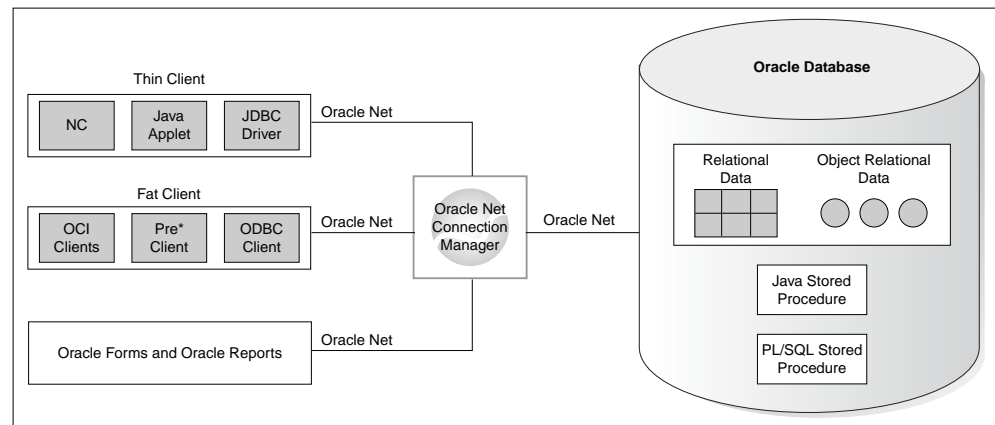 Thin Client
NC
Java
Applet
JDBC
Driver
Oracle Net
Fat Client
OCI
Clients
Pre*
Client
ODBC
Client
Oracle Net
Oracle Forms and Oracle Reports
Oracle Net
Oracle Net
Connection
Manager
Oracle Net
Oracle Database
Relational
Data
Object Relational
Data
Java Stored
Procedure
PL/SQL Stored
Procedure